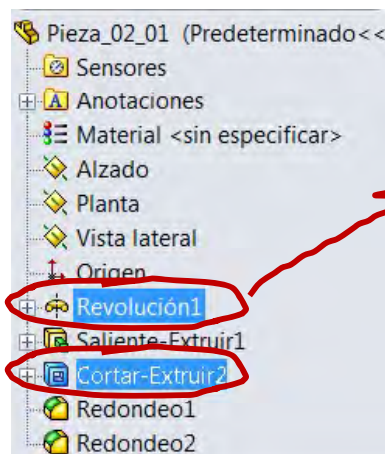 Pieza_02_01 (Predeterminado<<
Sensores
Anotaciones
Material <sin especificar>
Alzado
Planta
Vista lateral
Origen
Revolución1
Saliente-Extruir1
Cortar-Extruir2
Redondeo1
Redondeo2